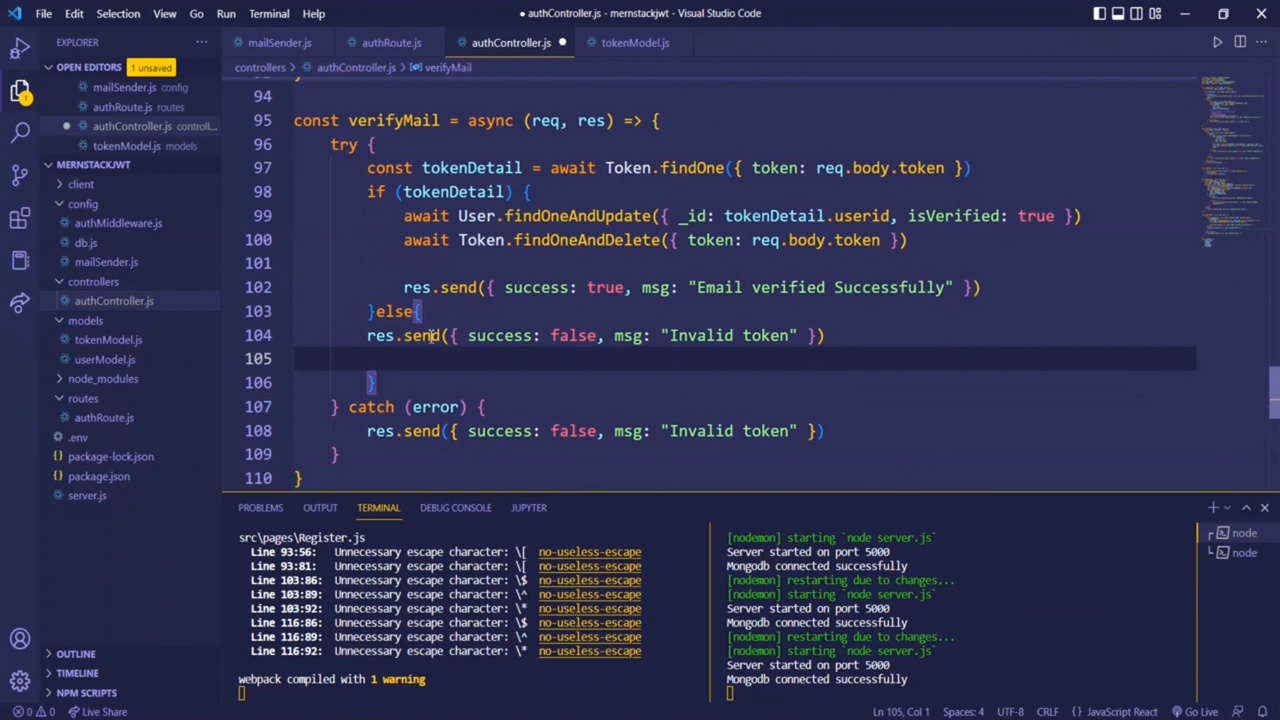 File Edit Selection View Go Run Terminal Help
● authController.js - mernstackjwt - Visual Studio Code
EXPLORER
OPEN EDITORS 1 unsaved
mailSender.js config
authRoute.js routes
authController.js controll...
tokenModel.js models
MERNSTACKJWT
client
config
authMiddleware.js
db.js
mailSender.js
controllers
authController.js
models
tokenModel.js
userModel.js
node_modules
routes
authRoute.js
.env
package-lock.json
package.json
server.js
OUTLINE
TIMELINE
NPM SCRIPTS
mailSender.js authRoute.js authController.js ● tokenModel.js
controllers > authController.js > verifyMail
94
95 const verifyMail = async (req, res) => {
96 try {
97 const tokenDetail = await Token.findOne({ token: req.body.token })
98 if (tokenDetail) {
99 await User.findOneAndUpdate({ _id: tokenDetail.userid, isVerified: true })
100 await Token.findOneAndDelete({ token: req.body.token })
101
102 res.send({ success: true, msg: "Email verified Successfully" })
103 }else{
104 res.send({ success: false, msg: "Invalid token" })
105
106 }
107 } catch (error) {
108 res.send({ success: false, msg: "Invalid token" })
109 }
110 }
PROBLEMS OUTPUT TERMINAL DEBUG CONSOLE JUPYTER
src\pages\Register.js
Line 93:56: Unnecessary escape character: \[ no-useless-escape
Line 93:81: Unnecessary escape character: \[ no-useless-escape
Line 103:86: Unnecessary escape character: \$ no-useless-escape
Line 103:89: Unnecessary escape character: \^ no-useless-escape
Line 103:92: Unnecessary escape character: \* no-useless-escape
Line 116:86: Unnecessary escape character: \$ no-useless-escape
Line 116:89: Unnecessary escape character: \^ no-useless-escape
Line 116:92: Unnecessary escape character: \* no-useless-escape
webpack compiled with 1 warning
[nodemon] starting `node server.js`
Server started on port 5000
Mongodb connected successfully
[nodemon] restarting due to changes...
[nodemon] starting `node server.js`
Server started on port 5000
Mongodb connected successfully
[nodemon] restarting due to changes...
[nodemon] starting `node server.js`
Server started on port 5000
Mongodb connected successfully
node
node
0 0 Live Share
Ln 105, Col 1 Spaces: 4 UTF-8 CRLF {} JavaScript React Go Live